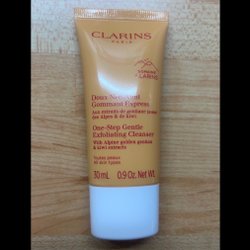 CLARINS
PARIS
DOMAINE
CLARINS
Doux Nettoyant
Gommant Express
Aux extraits de gentiane jaune
des Alpes & de kiwi
One-Step Gentle
Exfoliating Cleanser
With Alpine golden gentian
& kiwi extracts
Toutes peaux
All skin types
30 mL 0.9 Oz. Net Wt.